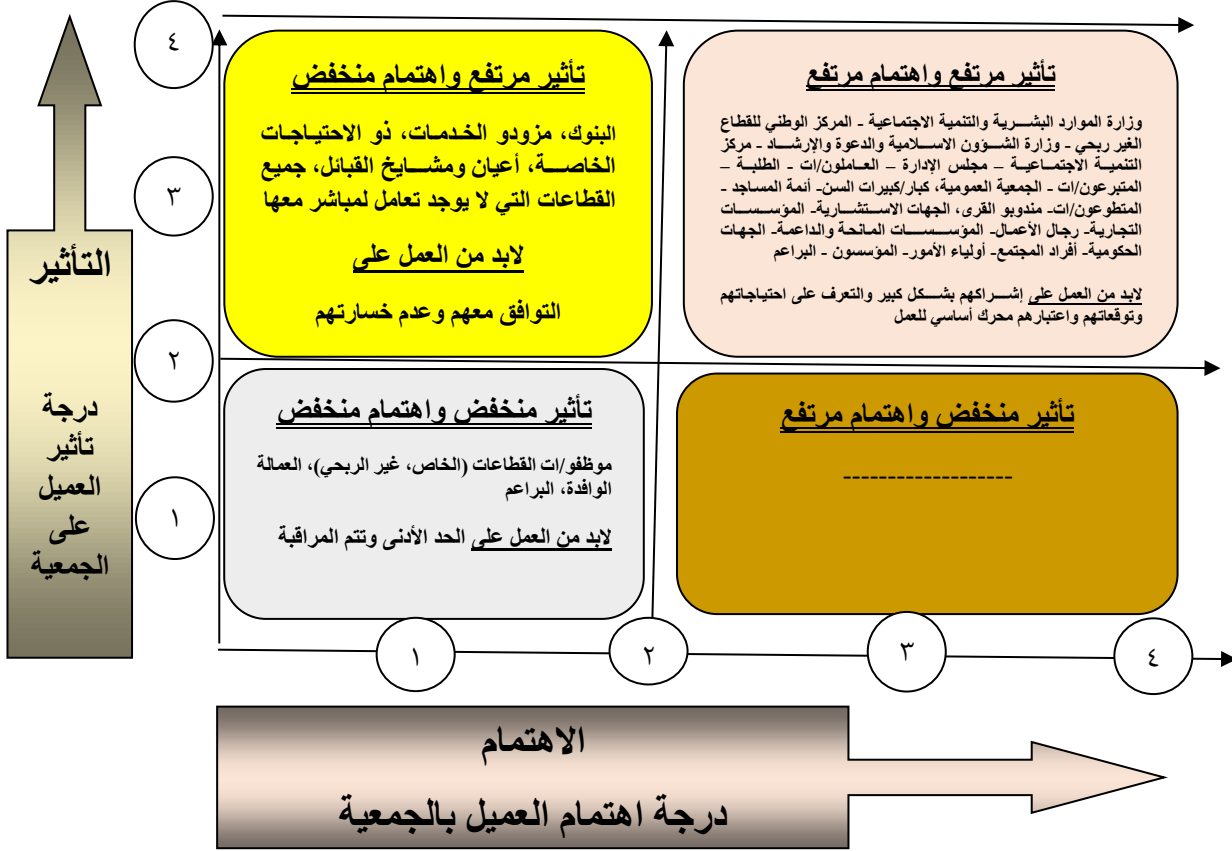 تأثير مرتفع واهتمام مرتفع
وزارة الموارد البشرية والتنمية الاجتماعية - المركز الوطني للقطاع
الغير ربحي - وزارة الشؤون الاسلامية والدعوة والإرشاد - مركز
التنمية الاجتماعية – مجلس الإدارة – العاملون/ات - الطلبة –
المتبرعون/ات - الجمعية العمومية، كبار/كبيرات السن- أئمة المساجد -
المتطوعون/ات- مندوبو القرى، الجهات الاستشارية- المؤسسات
التجارية- رجال الأعمال- المؤسسات المانحة والداعمة- الجهات
الحكومية- أفراد المجتمع- أولياء الأمور- المؤسسون - البراعم
لابد من العمل على إشراكهم بشكل كبير والتعرف على احتياجاتهم
وتوقعاتهم واعتبارهم محرك أساسي للعمل
تأثير مرتفع واهتمام منخفض
البنوك، مزودو الخدمات، ذو الاحتياجات
الخاصة، أعيان ومشايخ القبائل، جميع
القطاعات التي لا يوجد تعامل لمباشر معها
لابد من العمل على
التوافق معهم وعدم خسارتهم
٤
٣
٢
١
التأثير
درجة
تأثير
العميل
على
الجمعية
تأثير منخفض واهتمام مرتفع
-------------------
تأثير منخفض واهتمام منخفض
موظفو/ات القطاعات (الخاص، غير الربحي)، العمالة
الوافدة، البراعم
لابد من العمل على الحد الأدنى وتتم المراقبة
١
٢
٣
٤
الاهتمام
درجة اهتمام العميل بالجمعية